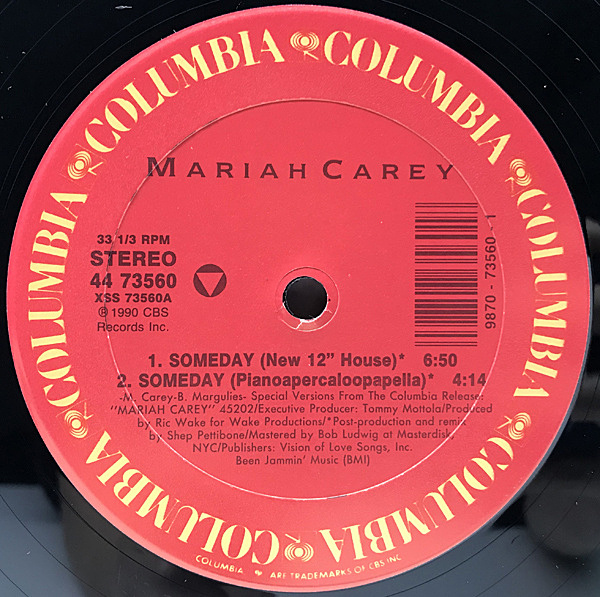 COLUMBIA COLUMBIA COLUMBIA COLUMBIA COLUMBIA COLUMBIA COLUMBIA COLUMBIA
MARIAH CAREY
33 1/3 RPM
STEREO
44 73560
XSS 73560A
℗ 1990 CBS
Records Inc.
9870 - 73560 - 1
1. SOMEDAY (New 12" House)* 6:50
2. SOMEDAY (Pianoapercaloopapella)* 4:14
-M. Carey-B. Margulies- Special Versions From The Columbia Release:
"MARIAH CAREY" 45202/Executive Producer: Tommy Mottola/Produced
by Ric Wake for Wake Productions/*Post-production and remix
by Shep Pettibone/Mastered by Bob Ludwig at Masterdisk,
NYC/Publishers: Vision of Love Songs, Inc.
Been Jammin' Music (BMI)
COLUMBIA ARE TRADEMARKS OF CBS INC